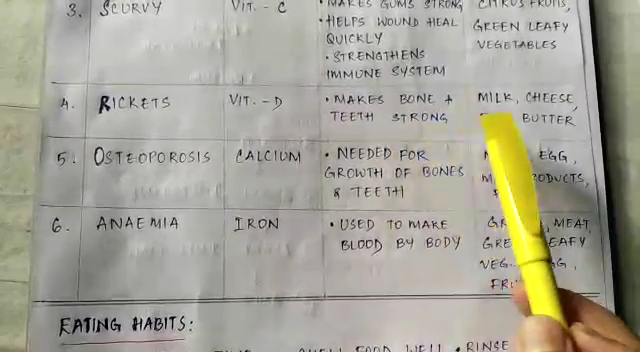 3. SCURVY VIT. - C • MAKES GUMS STRONG CITRUS FRUITS,
• HELPS WOUND HEAL GREEN LEAFY
QUICKLY VEGETABLES
• STRENGTHENS
IMMUNE SYSTEM
4. RICKETS VIT. - D • MAKES BONE + MILK, CHEESE,
TEETH STRONG BUTTER
5. OSTEOPOROSIS CALCIUM • NEEDED FOR EGG,
GROWTH OF BONES
& TEETH
6. ANAEMIA IRON • USED TO MAKE MEAT,
BLOOD BY BODY
VEG.
EATING HABITS:
FOOD WELL • RINSE